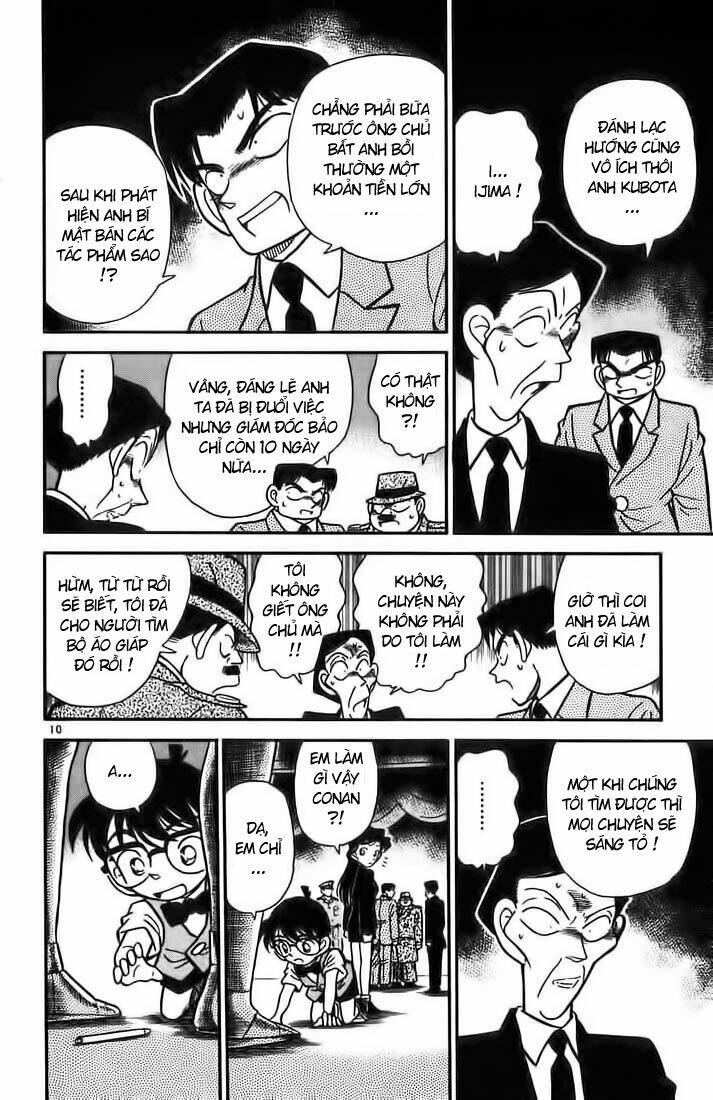 ĐÁNH LẠC
HƯỚNG CŨNG
VÔ ÍCH THÔI
ANH KUBOTA
...
I...
IJIMA !
CHẲNG PHẢI BỮA
TRƯỚC ÔNG CHỦ
BẮT ANH BỒI
THƯỜNG MỘT
KHOẢN TIỀN LỚN
...
SAU KHI PHÁT
HIỆN ANH BÍ
MẬT BÁN CÁC
TÁC PHẨM SAO
!?
CÓ THẬT
KHÔNG
?!
VÂNG, ĐÁNG LẼ ANH
TA ĐÃ BỊ ĐUỔI VIỆC
NHƯNG GIÁM ĐỐC BẢO
CHỈ CÒN 10 NGÀY
NỮA...
........
GIỜ THÌ COI
ANH ĐÃ LÀM
CÁI GÌ KÌA !
KHÔNG,
CHUYỆN NÀY
KHÔNG PHẢI
DO TÔI LÀM
!!
TÔI
KHÔNG
GIẾT ÔNG
CHỦ MÀ
!!
HỪM, TỪ TỪ RỒI
SẼ BIẾT, TÔI ĐÃ
CHO NGƯỜI TÌM
BỘ ÁO GIÁP
ĐÓ RỒI !
MỘT KHI CHÚNG
TÔI TÌM ĐƯỢC THÌ
MỌI CHUYỆN SẼ
SÁNG TỎ !
........
EM LÀM
GÌ VẬY
CONAN
?!
DẠ,
EM CHỈ
...
A...
10